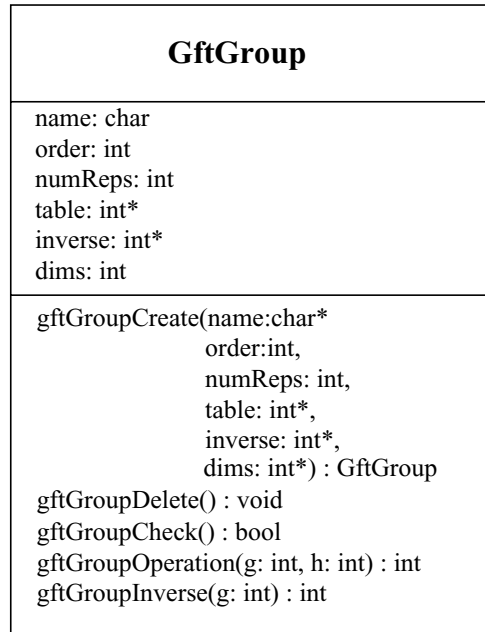 GftGroup
name: char
order: int
numReps: int
table: int*
inverse: int*
dims: int
gftGroupCreate(name:char*
order:int,
numReps: int,
table: int*,
inverse: int*,
dims: int*) : GftGroup
gftGroupDelete() : void
gftGroupCheck() : bool
gftGroupOperation(g: int, h: int) : int
gftGroupInverse(g: int) : int